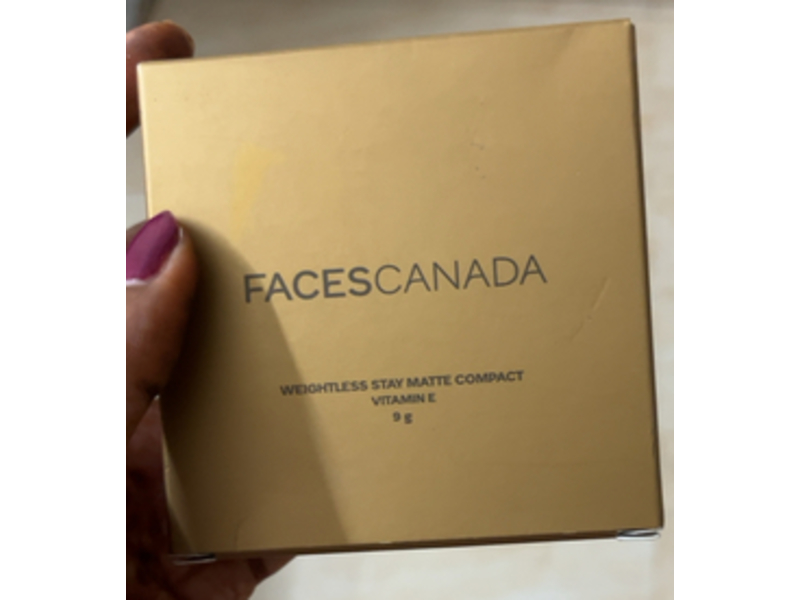 FACESCANADA
WEIGHTLESS STAY MATTE COMPACT
VITAMIN E
9 g